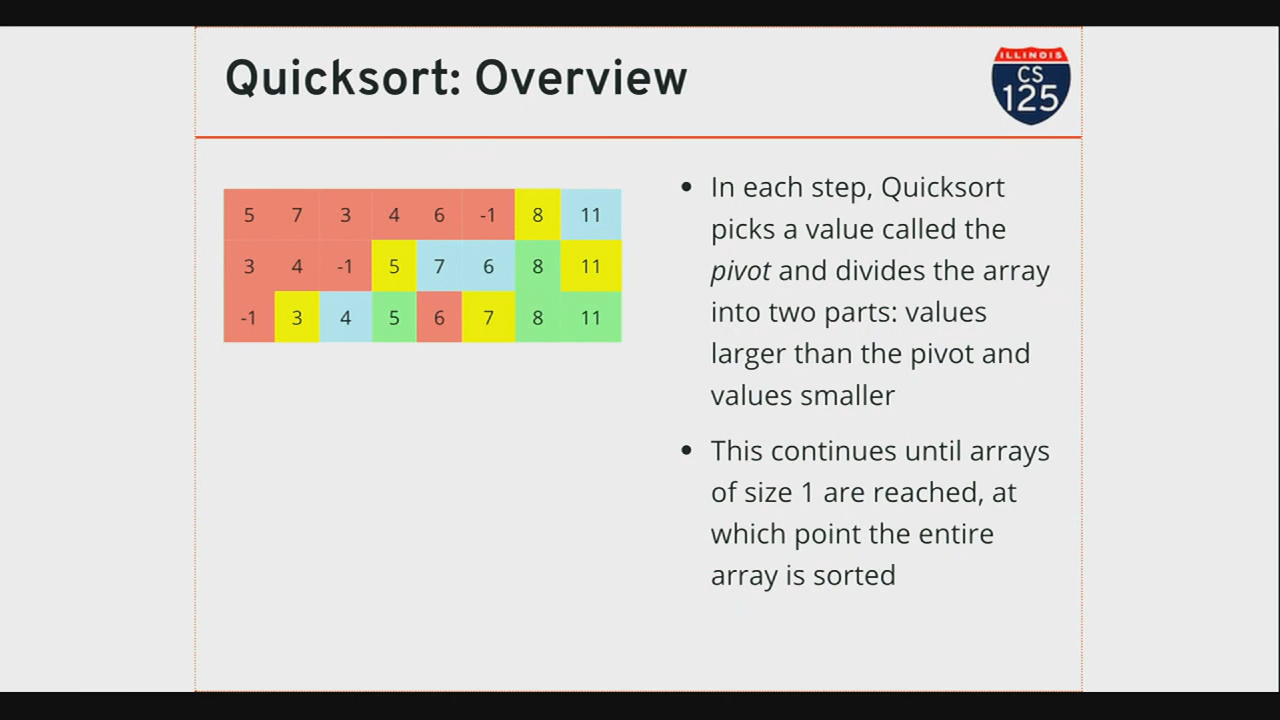 Quicksort: Overview
ILLINOIS
CS
125
5 7 3 4 6 -1 8 11
3 4 -1 5 7 6 8 11
-1 3 4 5 6 7 8 11
• In each step, Quicksort
picks a value called the
pivot and divides the array
into two parts: values
larger than the pivot and
values smaller
• This continues until arrays
of size 1 are reached, at
which point the entire
array is sorted